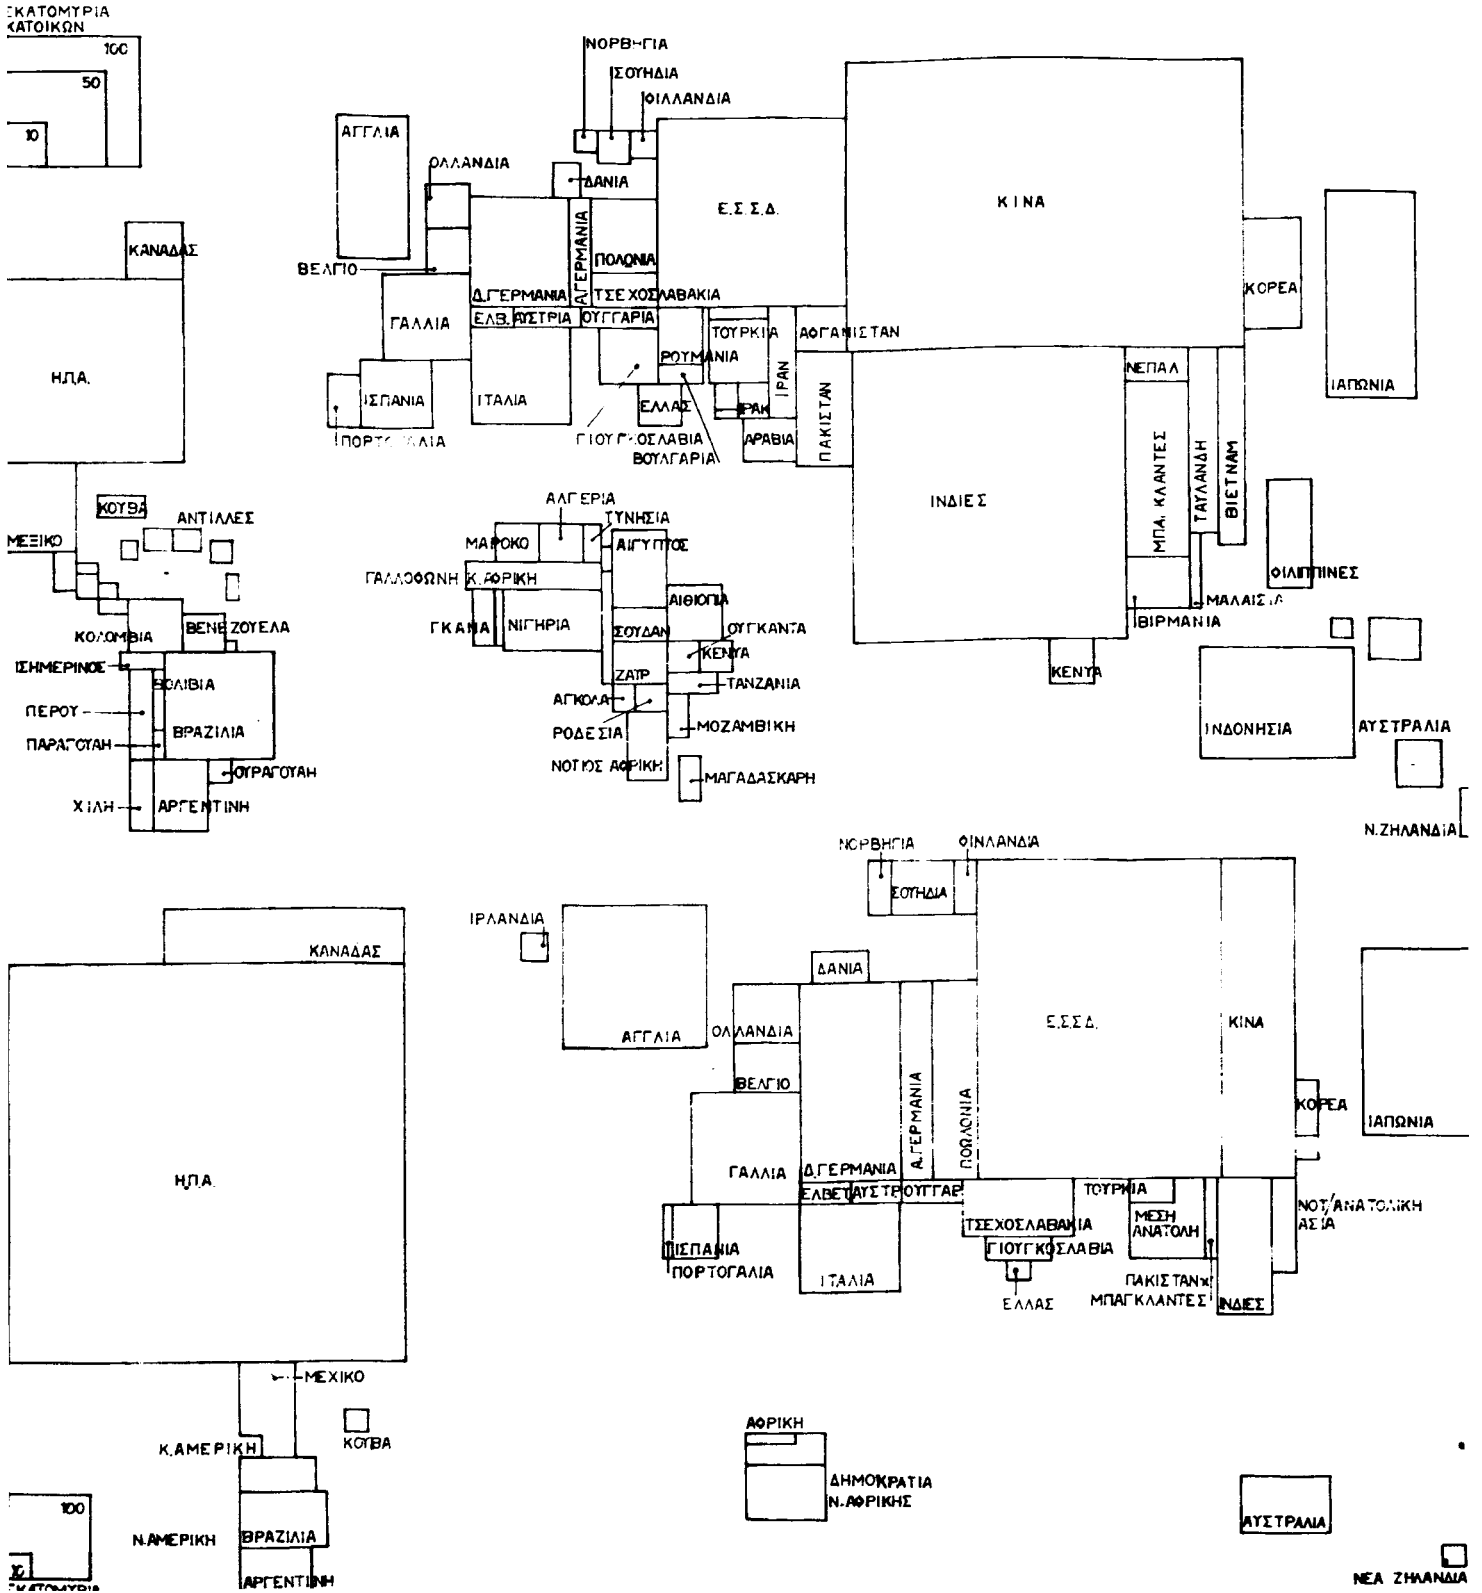 ΕΚΑΤΟΜΥΡΙΑ
ΚΑΤΟΙΚΩΝ
100
50
10
ΝΟΡΒΗΓΙΑ
ΣΟΥΗΔΙΑ
ΦΙΛΛΑΝΔΙΑ
ΑΓΓΛΙΑ
ΟΛΛΑΝΔΙΑ
ΔΑΝΙΑ
Ε.Σ.Σ.Δ.
ΚΙΝΑ
ΚΑΝΑΔΑΣ
ΒΕΛΓΙΟ
Α.ΓΕΡΜΑΝΙΑ
ΠΟΛΩΝΙΑ
Δ.ΓΕΡΜΑΝΙΑ
ΤΣΕΧΟΣΛΑΒΑΚΙΑ
ΚΟΡΕΑ
ΓΑΛΛΙΑ
ΕΛΒ.
ΑΥΣΤΡΙΑ
ΟΥΓΓΑΡΙΑ
ΤΟΥΡΚΙΑ
ΑΦΓΑΝΙΣΤΑΝ
ΡΟΥΜΑΝΙΑ
ΝΕΠΑΛ
Η.Π.Α.
ΙΑΠΩΝΙΑ
ΙΡΑΝ
ΙΣΠΑΝΙΑ
ΙΤΑΛΙΑ
ΕΛΛΑΣ
ΙΡΑΚ
ΠΑΚΙΣΤΑΝ
ΠΟΡΤΟΓΑΛΙΑ
ΓΙΟΥΓΚΟΣΛΑΒΙΑ
ΑΡΑΒΙΑ
ΒΟΥΛΓΑΡΙΑ
ΜΠΑ. ΚΛΑΝΤΕΣ
ΤΑΥΛΑΝΔΗ
ΒΙΕΤΝΑΜ
ΙΝΔΙΕΣ
ΚΟΥΒΑ
ΑΝΤΙΛΛΕΣ
ΑΛΓΕΡΙΑ
ΤΥΝΗΣΙΑ
ΜΕΞΙΚΟ
ΜΑΡΟΚΟ
ΑΙΓΥΠΤΟΣ
ΓΑΛΛΟΦΩΝΗ Κ.ΑΦΡΙΚΗ
ΦΙΛΙΠΠΙΝΕΣ
ΑΙΘΙΟΠΙΑ
ΜΑΛΑΙΣΙΑ
ΚΟΛΟΜΒΙΑ
ΒΕΝΕΖΟΥΕΛΑ
ΓΚΑΝΑ
ΝΙΓΗΡΙΑ
ΣΟΥΔΑΝ
ΟΥΓΚΑΝΤΑ
ΒΙΡΜΑΝΙΑ
ΙΣΗΜΕΡΙΝΟΣ
ΚΕΝΥΑ
ΖΑΙΡ
ΚΕΝΥΑ
ΒΟΛΙΒΙΑ
ΤΑΝΖΑΝΙΑ
ΠΕΡΟΥ
ΑΓΚΟΛΑ
ΒΡΑΖΙΛΙΑ
ΡΟΔΕΣΙΑ
ΜΟΖΑΜΒΙΚΗ
ΙΝΔΟΝΗΣΙΑ
ΑΥΣΤΡΑΛΙΑ
ΠΑΡΑΓΟΥΑΗ
ΝΟΤΙΟΣ ΑΦΡΙΚΗ
ΟΥΡΑΓΟΥΑΗ
ΜΑΓΑΔΑΣΚΑΡΗ
ΧΙΛΗ
ΑΡΓΕΝΤΙΝΗ
Ν.ΖΗΛΑΝΔΙΑ
ΝΟΡΒΗΓΙΑ
ΦΙΝΛΑΝΔΙΑ
ΣΟΥΗΔΙΑ
ΙΡΛΑΝΔΙΑ
ΚΑΝΑΔΑΣ
ΔΑΝΙΑ
ΑΓΓΛΙΑ
ΟΛΛΑΝΔΙΑ
Ε.Σ.Σ.Δ.
ΚΙΝΑ
ΒΕΛΓΙΟ
Α.ΓΕΡΜΑΝΙΑ
ΠΟΩΛΟΝΙΑ
ΚΟΡΕΑ
ΙΑΠΩΝΙΑ
Η.Π.Α.
ΓΑΛΛΙΑ
Δ.ΓΕΡΜΑΝΙΑ
ΕΛΒΕΤ
ΑΥΣΤΡ
ΟΥΓΓΑΡ
ΤΟΥΡΚΙΑ
ΝΟΤ/ΑΝΑΤΟΛΙΚΗ
ΑΣΙΑ
ΜΕΣΗ
ΑΝΑΤΟΛΗ
ΤΣΕΧΟΣΛΑΒΑΚΙΑ
ΙΣΠΑΝΙΑ
ΓΙΟΥΓΚΟΣΛΑΒΙΑ
ΠΟΡΤΟΓΑΛΙΑ
ΙΤΑΛΙΑ
ΕΛΛΑΣ
ΠΑΚΙΣΤΑΝ κ
ΜΠΑΓΚΛΑΝΤΕΣ
ΙΝΔΙΕΣ
ΜΕΧΙΚΟ
ΚΟΥΒΑ
Κ.ΑΜΕΡΙΚΗ
ΑΦΡΙΚΗ
ΔΗΜΟΚΡΑΤΙΑ
Ν.ΑΦΡΙΚΗΣ
100
Ν.ΑΜΕΡΙΚΗ
ΒΡΑΖΙΛΙΑ
ΑΥΣΤΡΑΛΙΑ
10
ΑΡΓΕΝΤΙΝΗ
ΝΕΑ ΖΗΛΑΝΔΙΑ
ΕΚΑΤΟΜΥΡΙΑ